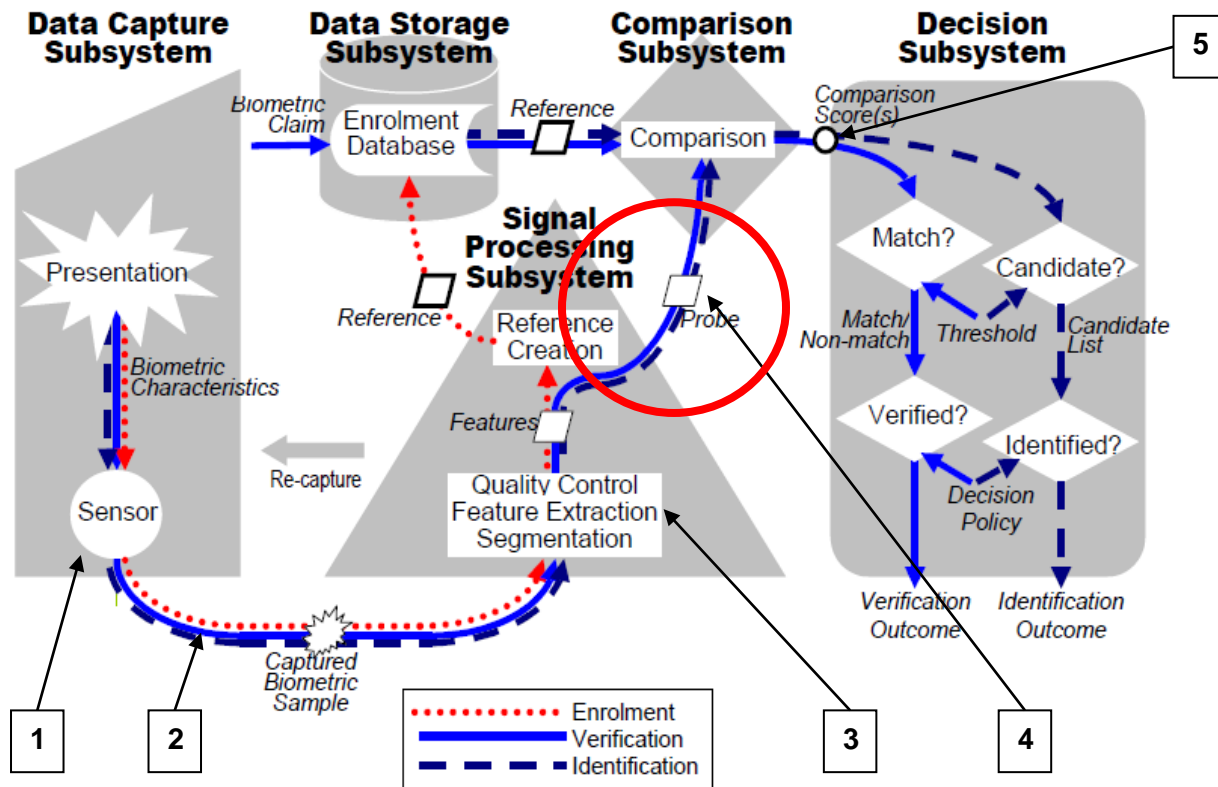 Data Capture
Subsystem
Data Storage
Subsystem
Comparison
Subsystem
Decision
Subsystem
5
Biometric
Claim
Enrolment
Database
Reference
Comparison
Comparison
Score(s)
Presentation
Signal
Processing
Subsystem
Match?
Candidate?
Reference
Reference
Creation
Probe
Match/
Non-match
Threshold
Candidate
List
Biometric
Characteristics
Features
Verified?
Identified?
Re-capture
Sensor
Quality Control
Feature Extraction
Segmentation
Decision
Policy
Verification
Outcome
Identification
Outcome
Captured
Biometric
Sample
1
2
3
4
Enrolment
Verification
Identification